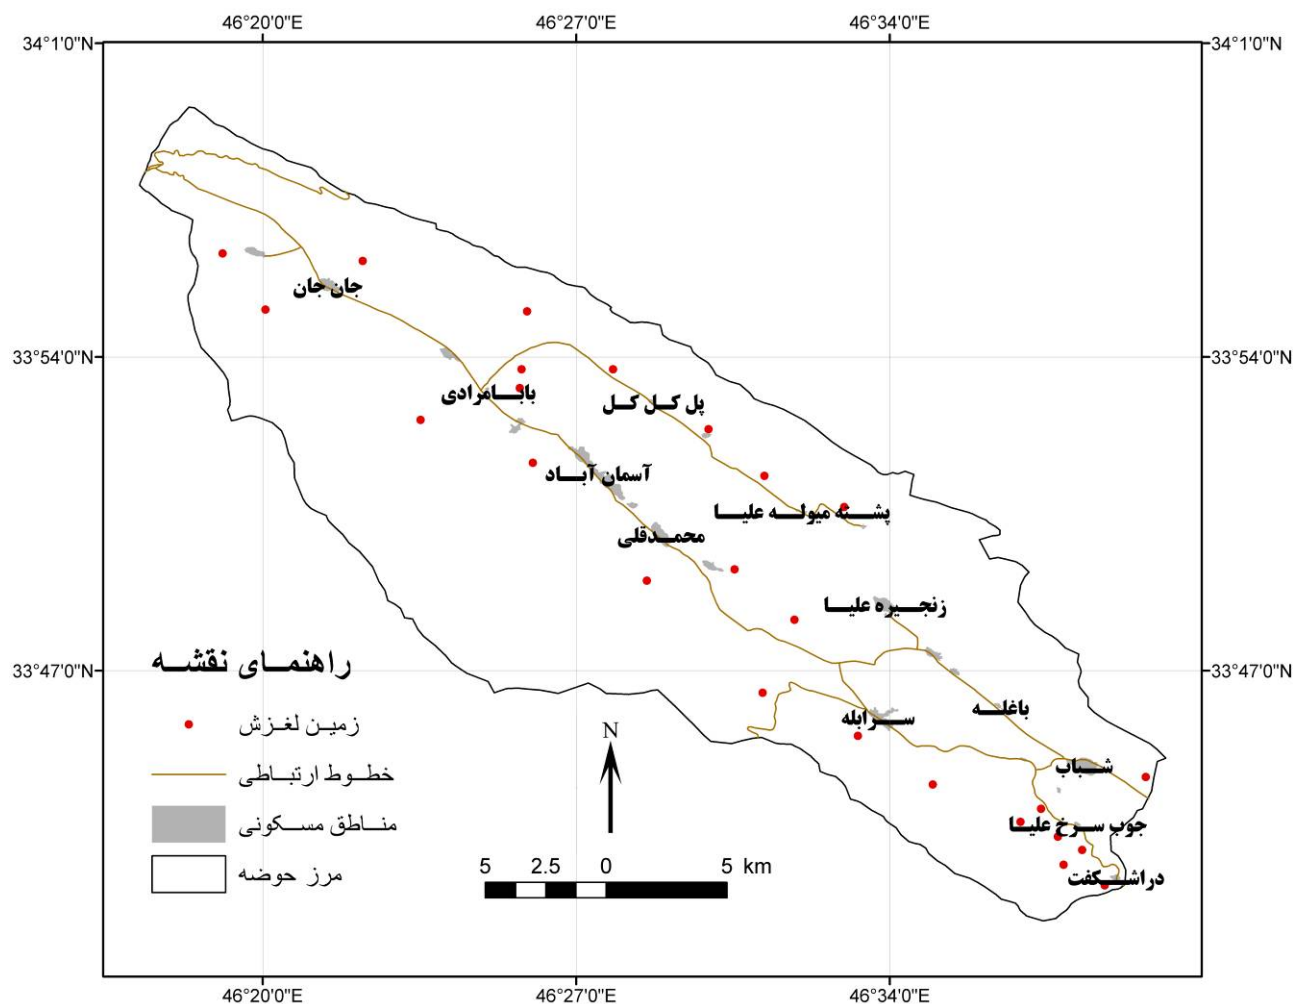 46°20'0"E 46°27'0"E 46°34'0"E
34°1'0"N 34°1'0"N
جان جان
33°54'0"N 33°54'0"N
بابامرادی
پل کل کل
آسمان آباد
پشته میوله علیا
محمدقلی
زنجیره علیا
راهنمای نقشه
33°47'0"N 33°47'0"N
باغله
سرابله
زمین لغزش
N
شباب
خطوط ارتباطی
مناطق مسکونی
جوب سرخ علیا
5 2.5 0 5 km
مرز حوضه
دراشکفت
46°20'0"E 46°27'0"E 46°34'0"E